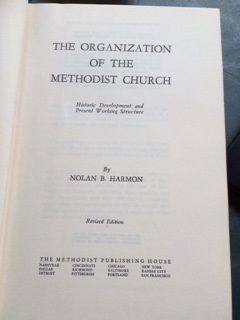 THE ORGANIZATION
OF THE
METHODIST CHURCH
Historic Development and
Present Working Structure
By
NOLAN B. HARMON
Revised Edition
THE METHODIST PUBLISHING HOUSE
NASHVILLE CINCINNATI CHICAGO NEW YORK
DALLAS RICHMOND BALTIMORE KANSAS CITY
DETROIT PITTSBURGH PORTLAND SAN FRANCISCO